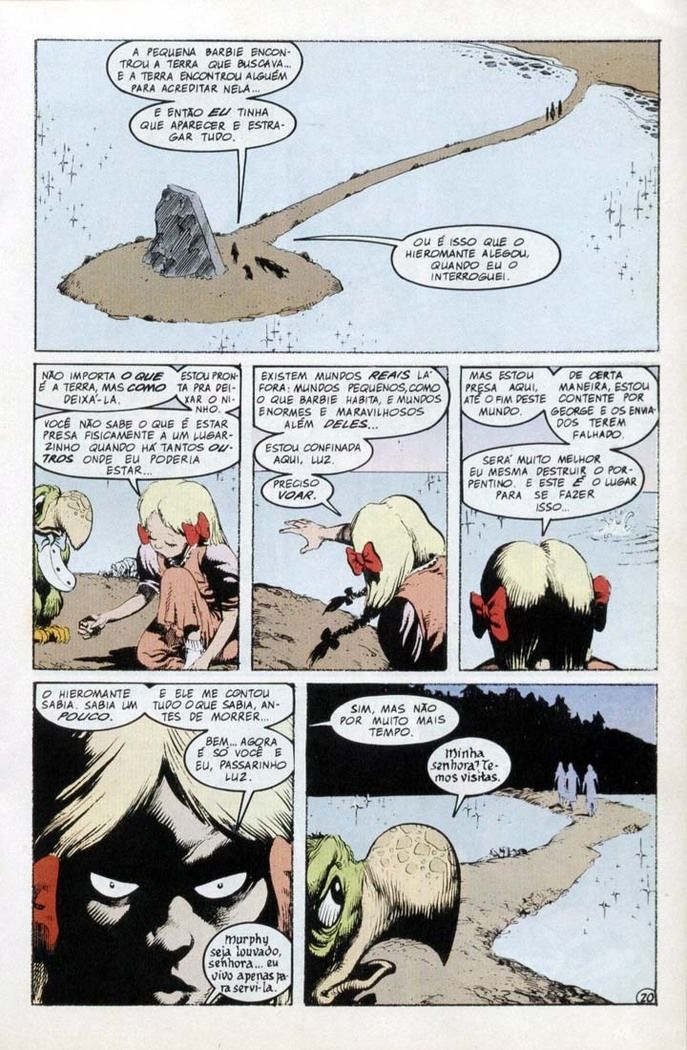 A PEQUENA BARBIE ENCON-
TROU A TERRA QUE BUSCAVA...
E A TERRA ENCONTROU ALGUÉM
PARA ACREDITAR NELA...
E ENTÃO EU TINHA
QUE APARECER E ESTRA-
GAR TUDO.
OU É ISSO QUE O
HIEROMANTE ALEGOU,
QUANDO EU O
INTERROGUEI.
NÃO IMPORTA O QUE
É A TERRA, MAS COMO
DEIXÁ-LA.
ESTOU PRON-
TA PRA DEI-
XAR O NI-
NHO.
VOCÊ NÃO SABE O QUE É ESTAR
PRESA FISICAMENTE A UM LUGAR-
ZINHO QUANDO HÁ TANTOS OU-
TROS ONDE EU PODERIA
ESTAR...
EXISTEM MUNDOS REAIS LÁ
FORA: MUNDOS PEQUENOS, COMO
O QUE BARBIE HABITA, E MUNDOS
ENORMES E MARAVILHOSOS
ALÉM DELES...
ESTOU CONFINADA
AQUI, LUZ.
PRECISO
VOAR.
MAS ESTOU
PRESA AQUI,
ATÉ O FIM DESTE
MUNDO.
DE CERTA
MANEIRA, ESTOU
CONTENTE POR
GEORGE E OS ENVIA-
DOS TEREM
FALHADO.
SERÁ MUITO MELHOR
EU MESMA DESTRUIR O POR-
PENTINO. E ESTE É O LUGAR
PARA SE FAZER
ISSO...
O HIEROMANTE
SABIA. SABIA UM
POUCO.
E ELE ME CONTOU
TUDO O QUE SABIA, AN-
TES DE MORRER...
BEM... AGORA
É SÓ VOCÊ E
EU, PASSARINHO
LUZ.
Murphy
seja louvado,
senhora... eu
vivo apenas pa-
ra servi-la.
SIM, MAS NÃO
POR MUITO MAIS
TEMPO.
Minha
senhora? Te-
mos visitas.
20